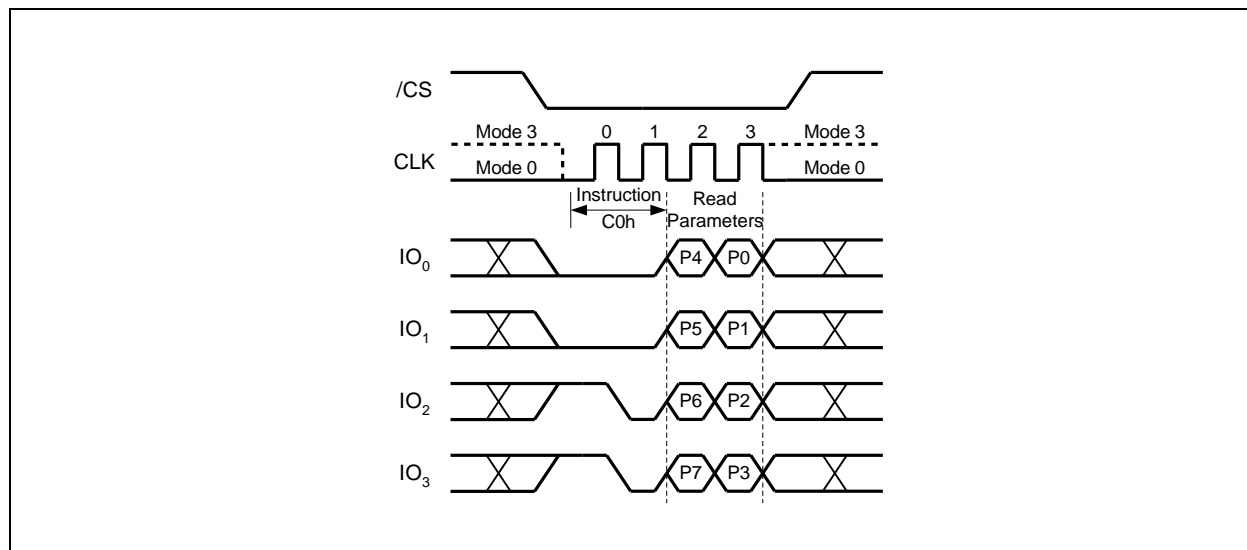 /CS
Mode 3 0 1 2 3 Mode 3
CLK
Mode 0 Mode 0
Instruction Read
C0h Parameters
IO0 P4 P0
IO1 P5 P1
IO2 P6 P2
IO3 P7 P3